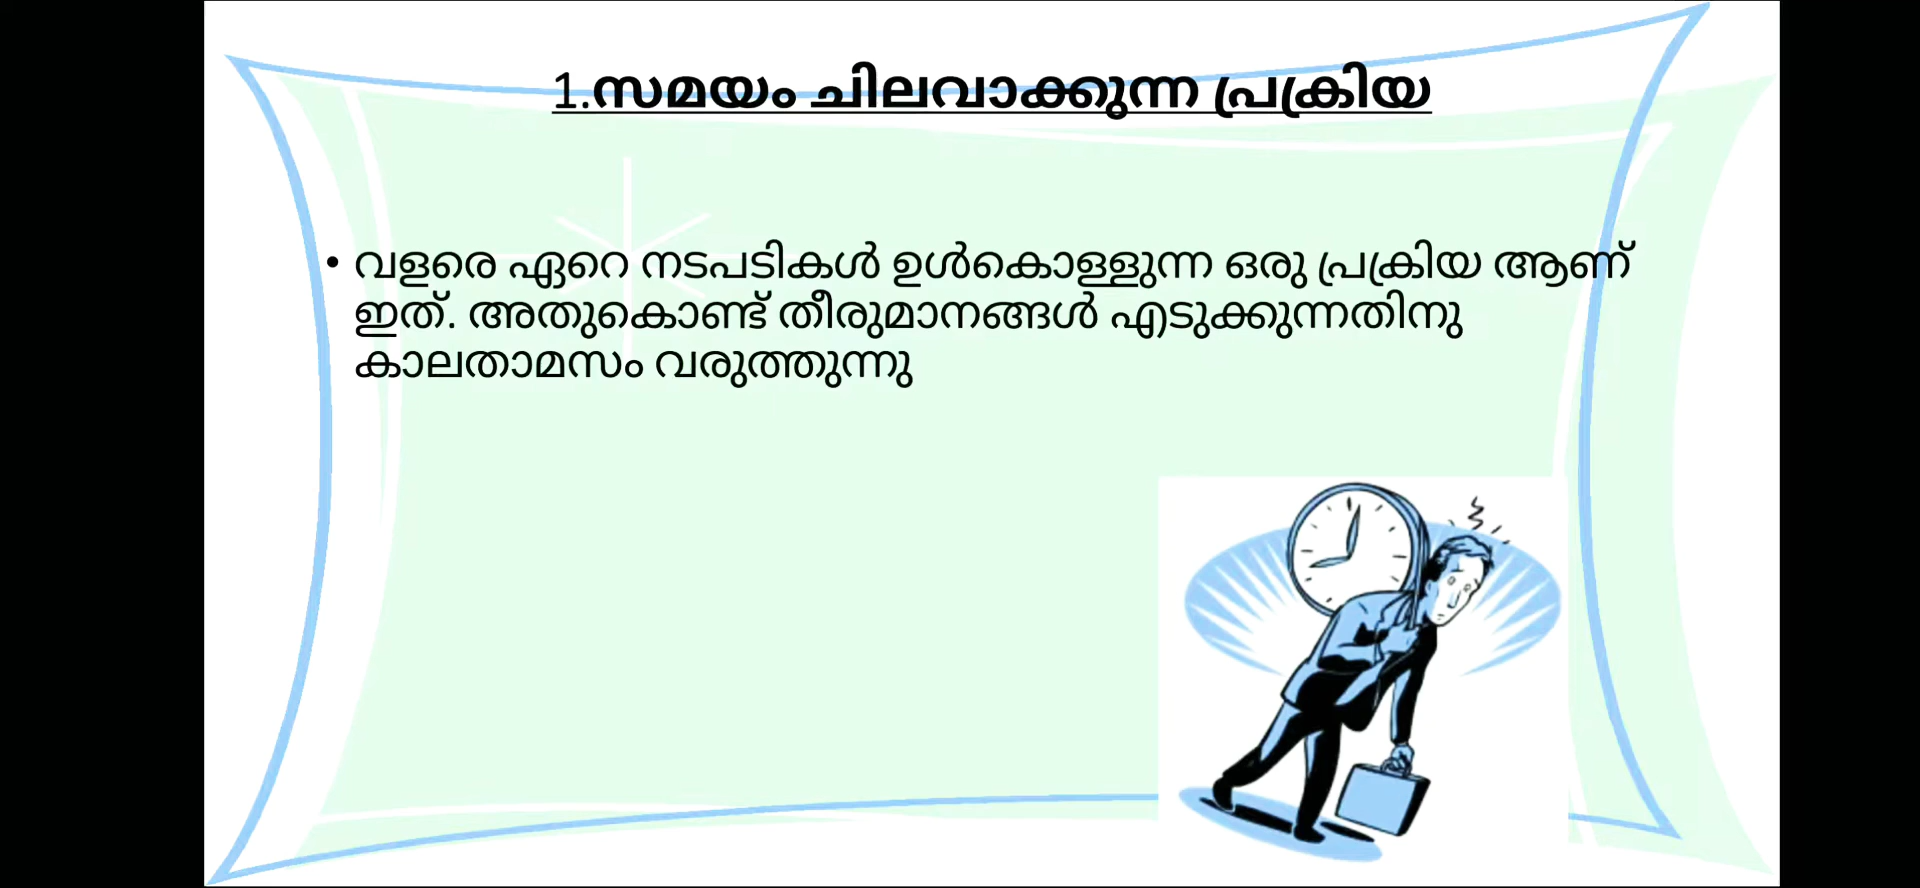 1.സമയം ചിലവാക്കുന്ന പ്രക്രിയ
• വളരെ ഏറെ നടപടികൾ ഉൾകൊള്ളുന്ന ഒരു പ്രക്രിയ ആണ്
ഇത്. അതുകൊണ്ട് തീരുമാനങ്ങൾ എടുക്കുന്നതിനു
കാലതാമസം വരുത്തുന്നു